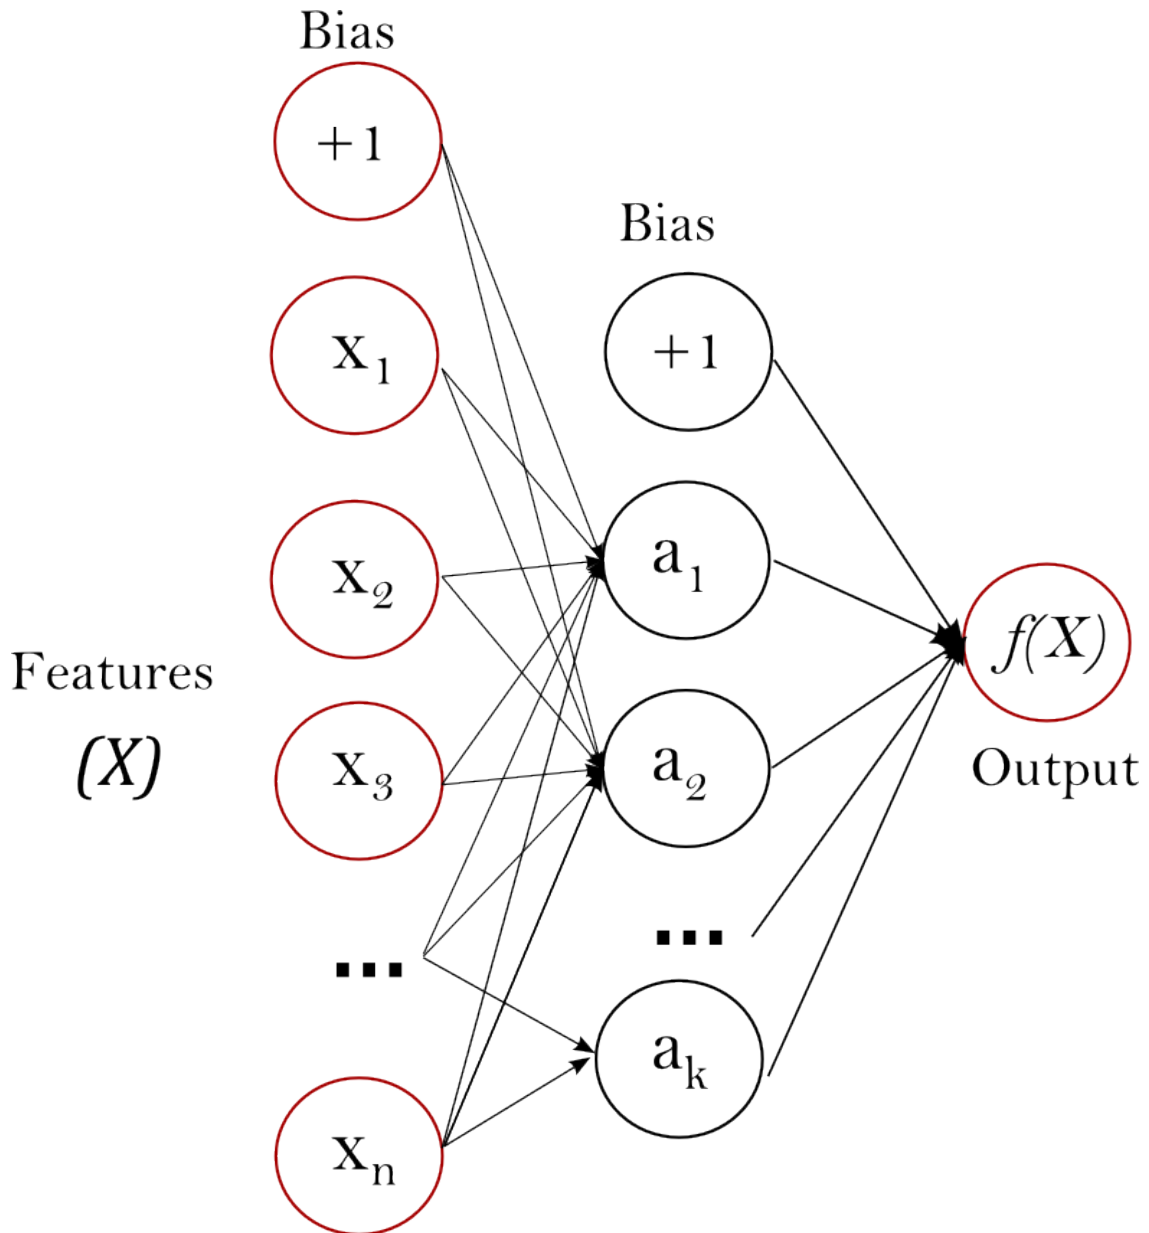 Bias
+1
x₁
x₂
x₃
...
xₙ
Features
(X)
Bias
+1
a₁
a₂
...
aₖ
f(X)
Output